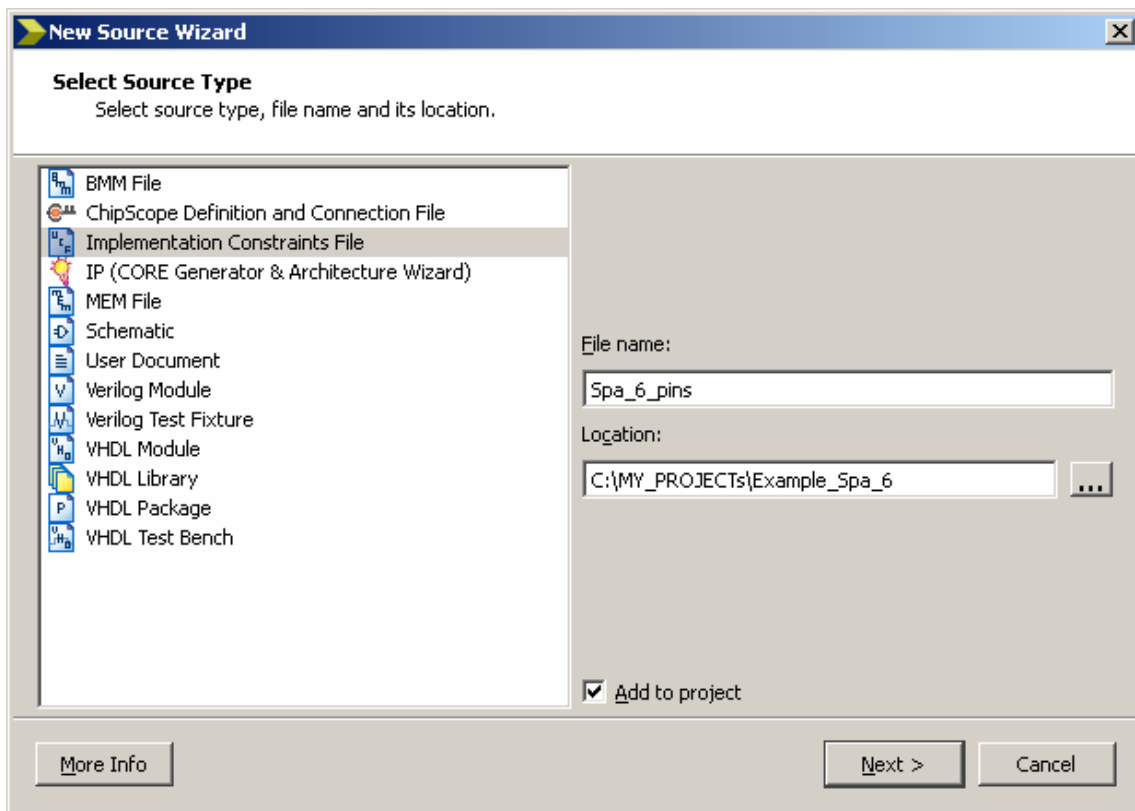 New Source Wizard
Select Source Type
Select source type, file name and its location.
BMM File
ChipScope Definition and Connection File
Implementation Constraints File
IP (CORE Generator & Architecture Wizard)
MEM File
Schematic
User Document
Verilog Module
Verilog Test Fixture
VHDL Module
VHDL Library
VHDL Package
VHDL Test Bench
File name:
Spa_6_pins
Location:
C:\MY_PROJECTs\Example_Spa_6
...
Add to project
More Info
Next >
Cancel